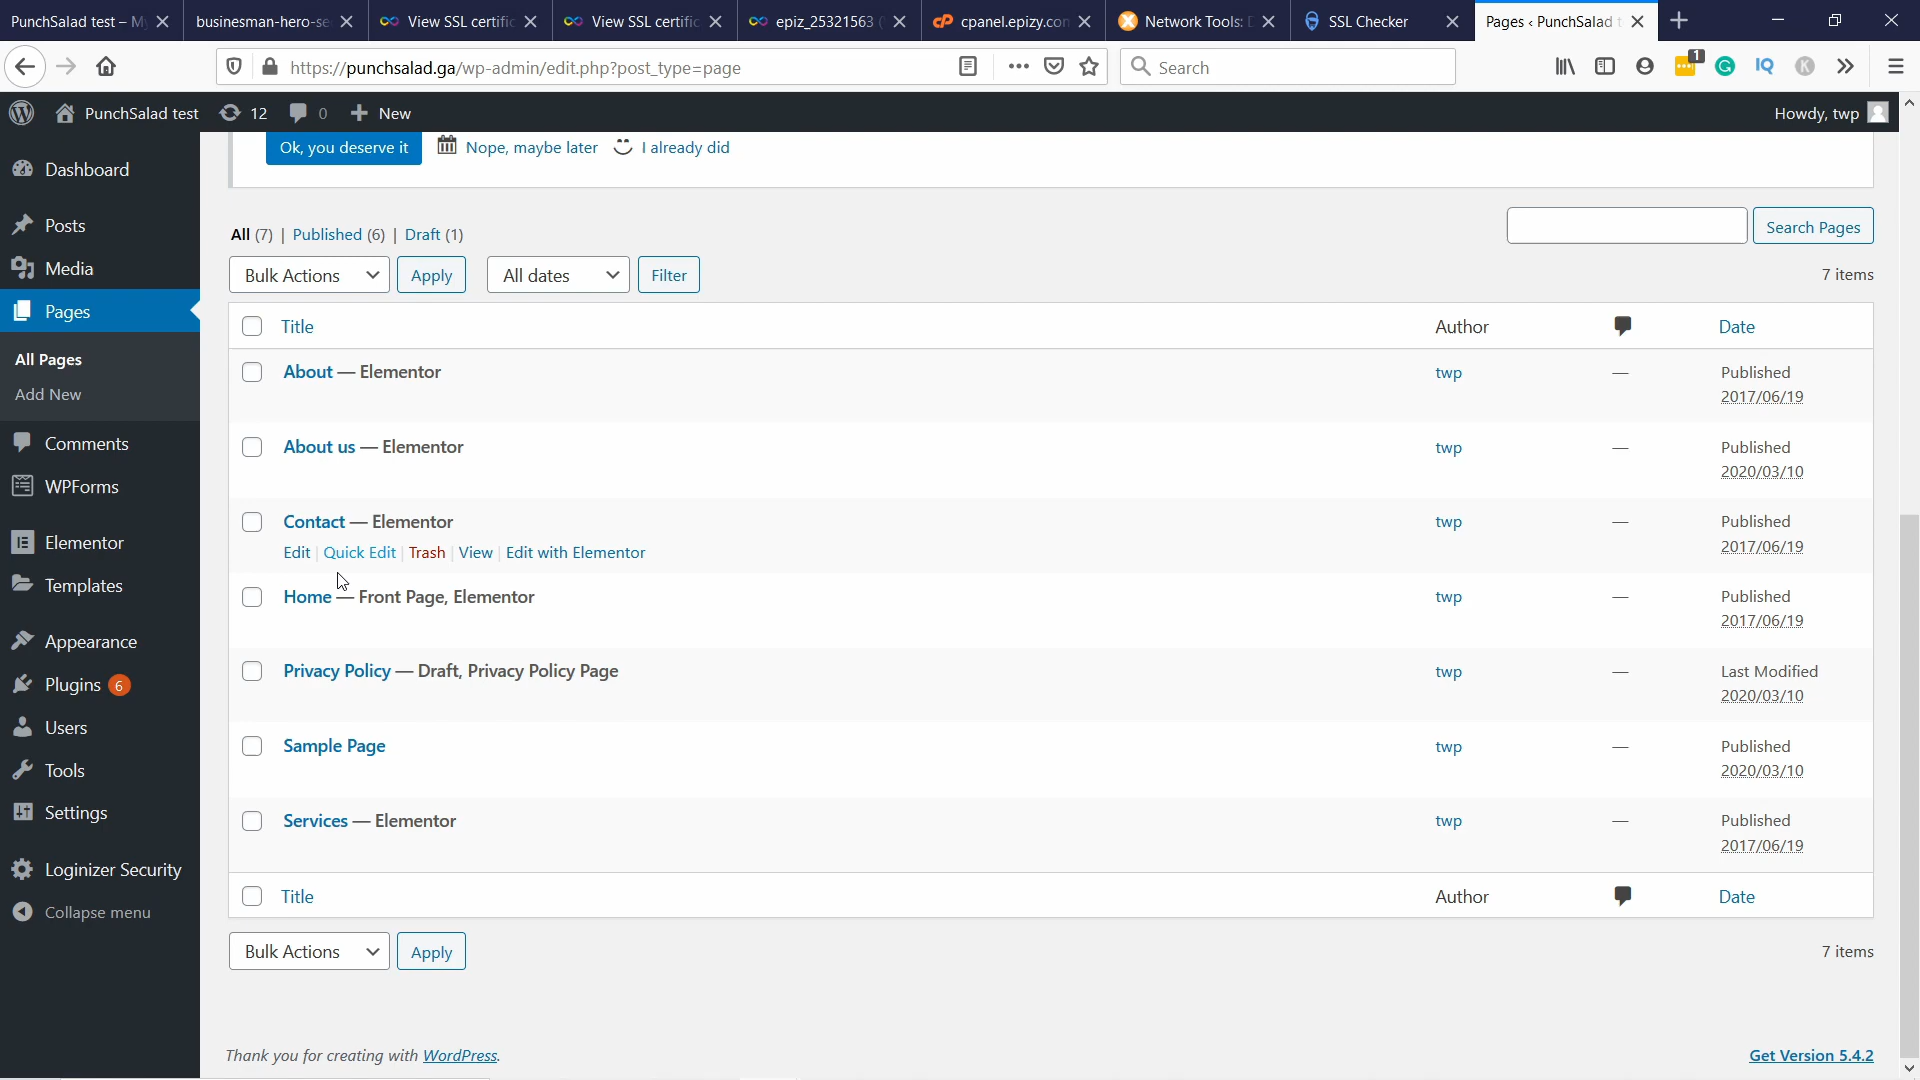 PunchSalad test – M
businesman-hero-se
View SSL certific
View SSL certific
epiz_25321563 (
cpanel.epizy.con
Network Tools: D
SSL Checker
Pages ‹ PunchSalad t
https://punchsalad.ga/wp-admin/edit.php?post_type=page
Search
1
PunchSalad test
12
0
New
Howdy, twp
Ok, you deserve it
Nope, maybe later
I already did
Dashboard
Posts
Media
Pages
All Pages
Add New
Comments
WPForms
Elementor
Templates
Appearance
Plugins 6
Users
Tools
Settings
Loginizer Security
Collapse menu
All (7) | Published (6) | Draft (1)
Search Pages
Bulk Actions
Apply
All dates
Filter
7 items
Title Author Date
About — Elementor twp — Published
2017/06/19
About us — Elementor twp — Published
2020/03/10
Contact — Elementor twp — Published
Edit | Quick Edit | Trash | View | Edit with Elementor 2017/06/19
Home — Front Page, Elementor twp — Published
2017/06/19
Privacy Policy — Draft, Privacy Policy Page twp — Last Modified
2020/03/10
Sample Page twp — Published
2020/03/10
Services — Elementor twp — Published
2017/06/19
Title Author Date
Bulk Actions
Apply
7 items
Thank you for creating with WordPress.
Get Version 5.4.2